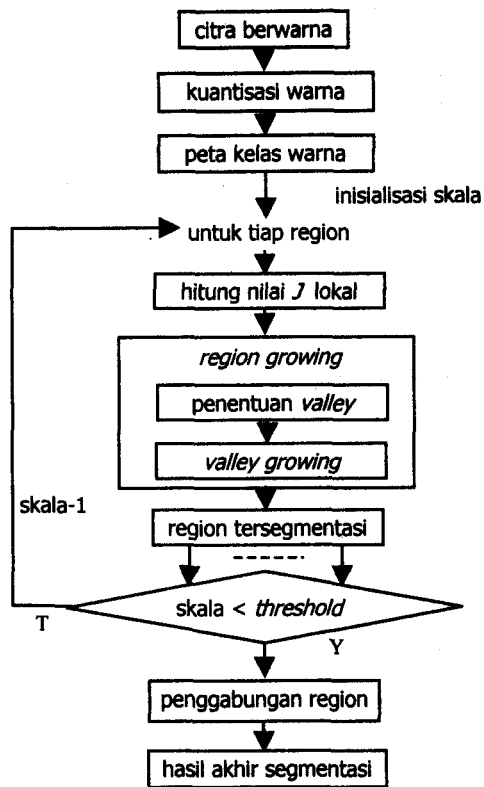 citra berwarna
kuantisasi warna
peta kelas warna
inisialisasi skala
untuk tiap region
hitung nilai J lokal
region growing
penentuan valley
valley growing
skala-1
region tersegmentasi
skala < threshold
T
Y
penggabungan region
hasil akhir segmentasi